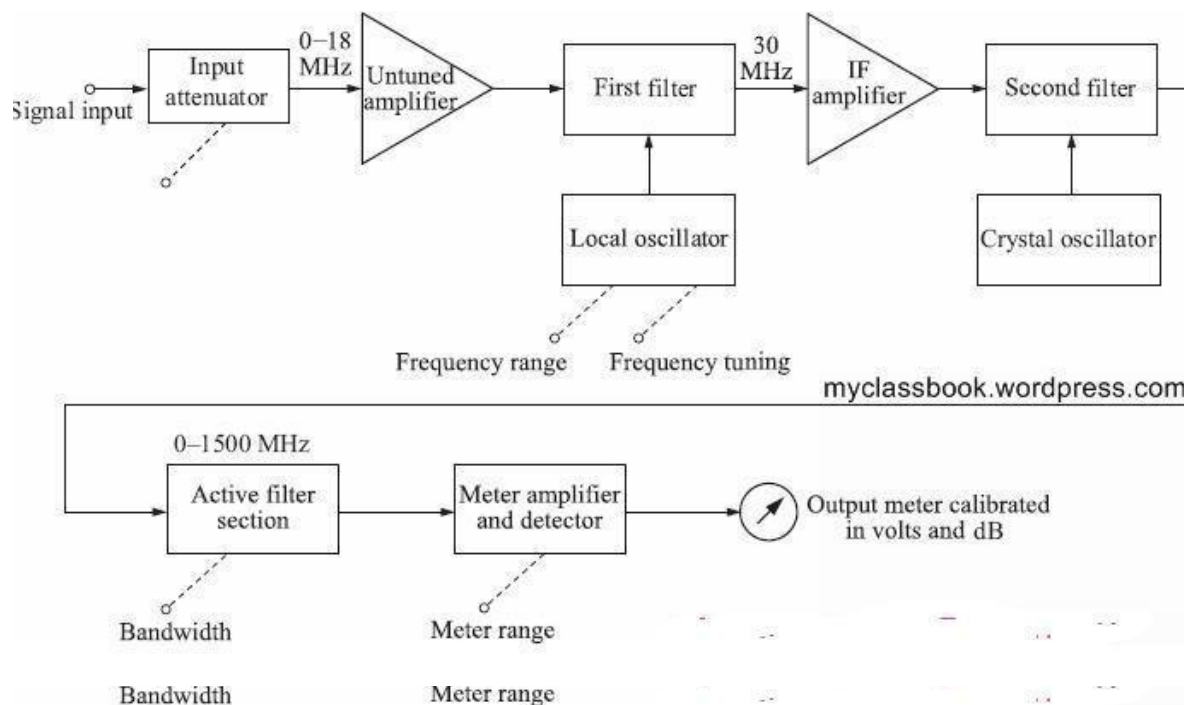 0–18
MHz
Input
attenuator
Signal input
Untuned
amplifier
First filter
30
MHz
IF
amplifier
Second filter
Local oscillator
Crystal oscillator
Frequency range
Frequency tuning
myclassbook.wordpress.com
0–1500 MHz
Active filter
section
Meter amplifier
and detector
Output meter calibrated
in volts and dB
Bandwidth
Meter range
Bandwidth
Meter range